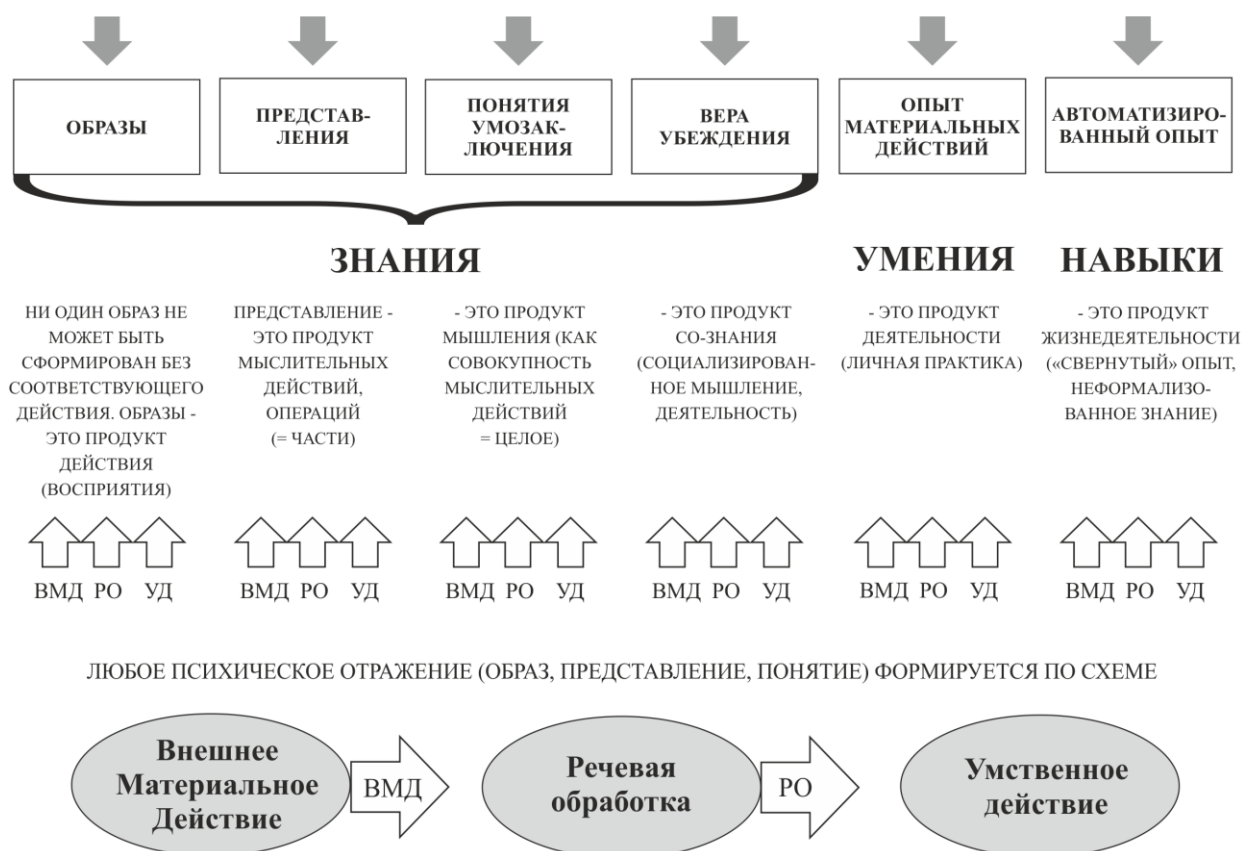 ОБРАЗЫ
ПРЕДСТАВ-
ЛЕНИЯ
ПОНЯТИЯ
УМОЗАК-
ЛЮЧЕНИЯ
ВЕРА
УБЕЖДЕНИЯ
ОПЫТ
МАТЕРИАЛЬНЫХ
ДЕЙСТВИЙ
АВТОМАТИЗИРО-
ВАННЫЙ ОПЫТ
ЗНАНИЯ
УМЕНИЯ
НАВЫКИ
НИ ОДИН ОБРАЗ НЕ
МОЖЕТ БЫТЬ
СФОРМИРОВАН БЕЗ
СООТВЕТСТВУЮЩЕГО
ДЕЙСТВИЯ. ОБРАЗЫ -
ЭТО ПРОДУКТ
ДЕЙСТВИЯ
(ВОСПРИЯТИЯ)
ПРЕДСТАВЛЕНИЕ -
ЭТО ПРОДУКТ
МЫСЛИТЕЛЬНЫХ
ДЕЙСТВИЙ,
ОПЕРАЦИЙ
(= ЧАСТИ)
- ЭТО ПРОДУКТ
МЫШЛЕНИЯ (КАК
СОВОКУПНОСТЬ
МЫСЛИТЕЛЬНЫХ
ДЕЙСТВИЙ
= ЦЕЛОЕ)
- ЭТО ПРОДУКТ
СО-ЗНАНИЯ
(СОЦИАЛИЗИРОВАН-
НОЕ МЫШЛЕНИЕ,
ДЕЯТЕЛЬНОСТЬ)
- ЭТО ПРОДУКТ
ДЕЯТЕЛЬНОСТИ
(ЛИЧНАЯ ПРАКТИКА)
- ЭТО ПРОДУКТ
ЖИЗНЕДЕЯТЕЛЬНОСТИ
(«СВЕРНУТЫЙ» ОПЫТ,
НЕФОРМАЛИЗО-
ВАННОЕ ЗНАНИЕ)
ВМД РО УД
ВМД РО УД
ВМД РО УД
ВМД РО УД
ВМД РО УД
ВМД РО УД
ЛЮБОЕ ПСИХИЧЕСКОЕ ОТРАЖЕНИЕ (ОБРАЗ, ПРЕДСТАВЛЕНИЕ, ПОНЯТИЕ) ФОРМИРУЕТСЯ ПО СХЕМЕ
Внешнее
Материальное
Действие
ВМД
Речевая
обработка
РО
Умственное
действие